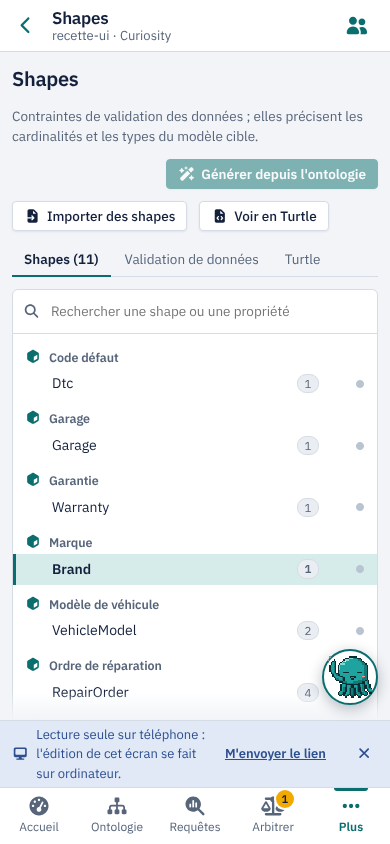 Shapes
recette-ui · Curiosity
Shapes
Contraintes de validation des données ; elles précisent les
cardinalités et les types du modèle cible.
Générer depuis l'ontologie
Importer des shapes
Voir en Turtle
Shapes (11)
Validation de données
Turtle
Rechercher une shape ou une propriété
Code défaut
Dtc 1
Garage
Garage 1
Garantie
Warranty 1
Marque
Brand 1
Modèle de véhicule
VehicleModel 2
Ordre de réparation
RepairOrder 4
Lecture seule sur téléphone :
l'édition de cet écran se fait
sur ordinateur.
M'envoyer le lien
1
Accueil
Ontologie
Requêtes
Arbitrer
Plus